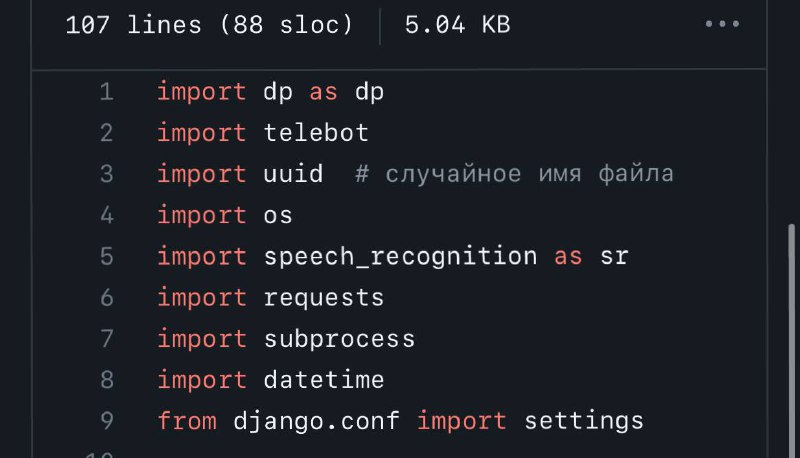 107 lines (88 sloc) 5.04 KB ...
1 import dp as dp
2 import telebot
3 import uuid  # случайное имя файла
4 import os
5 import speech_recognition as sr
6 import requests
7 import subprocess
8 import datetime
9 from django.conf import settings